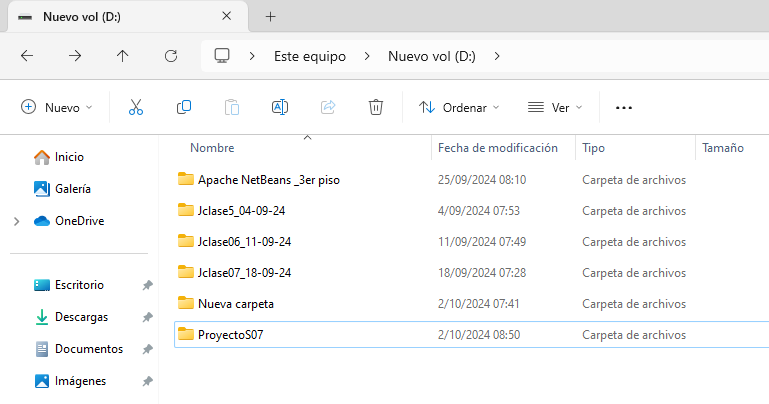 Nuevo vol (D:)
Este equipo Nuevo vol (D:)
Nuevo Ordenar Ver
Nombre Fecha de modificación Tipo Tamaño
Inicio
Galería
OneDrive
Escritorio
Descargas
Documentos
Imágenes
Apache NetBeans _3er piso 25/09/2024 08:10 Carpeta de archivos
Jclase5_04-09-24 4/09/2024 07:53 Carpeta de archivos
Jclase06_11-09-24 11/09/2024 07:49 Carpeta de archivos
Jclase07_18-09-24 18/09/2024 07:28 Carpeta de archivos
Nueva carpeta 2/10/2024 07:41 Carpeta de archivos
ProyectoS07 2/10/2024 08:50 Carpeta de archivos